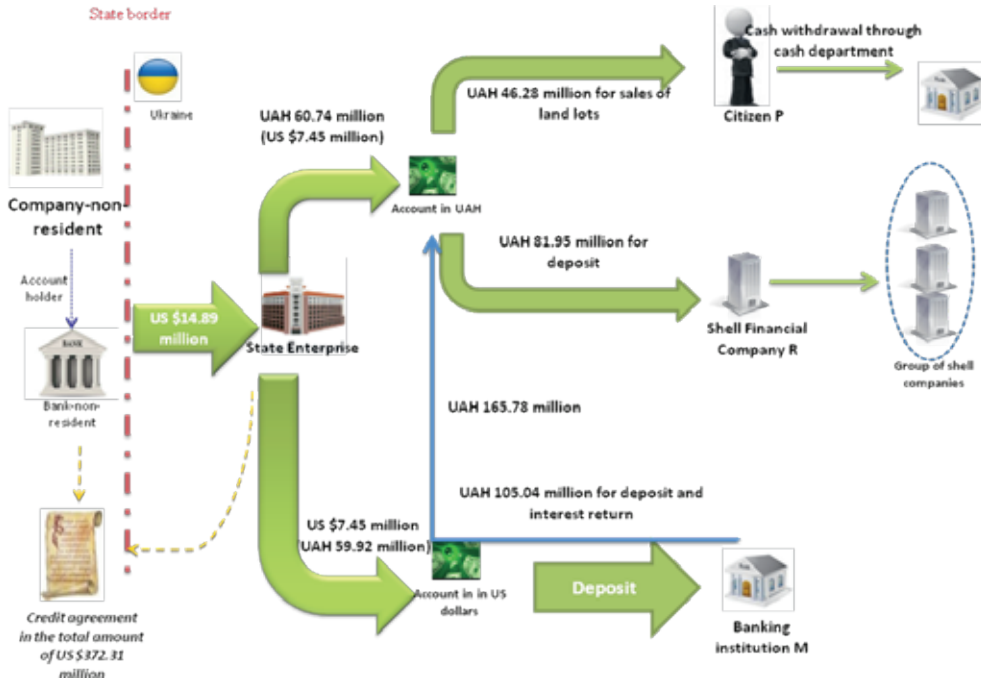 State border
Ukraine
Company-non-
resident
Account
holder
BANK
Bank-non-
resident
Credit agreement
in the total amount
of US $372.31
million
US $14.89
million
State Enterprise
UAH 60.74 million
(US $7.45 million)
Account in UAH
UAH 46.28 million for sales of
land lots
Citizen P
Cash withdrawal through
cash department
UAH 81.95 million for
deposit
Shell Financial
Company R
Group of shell
companies
UAH 165.78 million
UAH 105.04 million for deposit and
interest return
US $7.45 million
(UAH 59.92 million)
Account in in US
dollars
Deposit
Banking
institution M